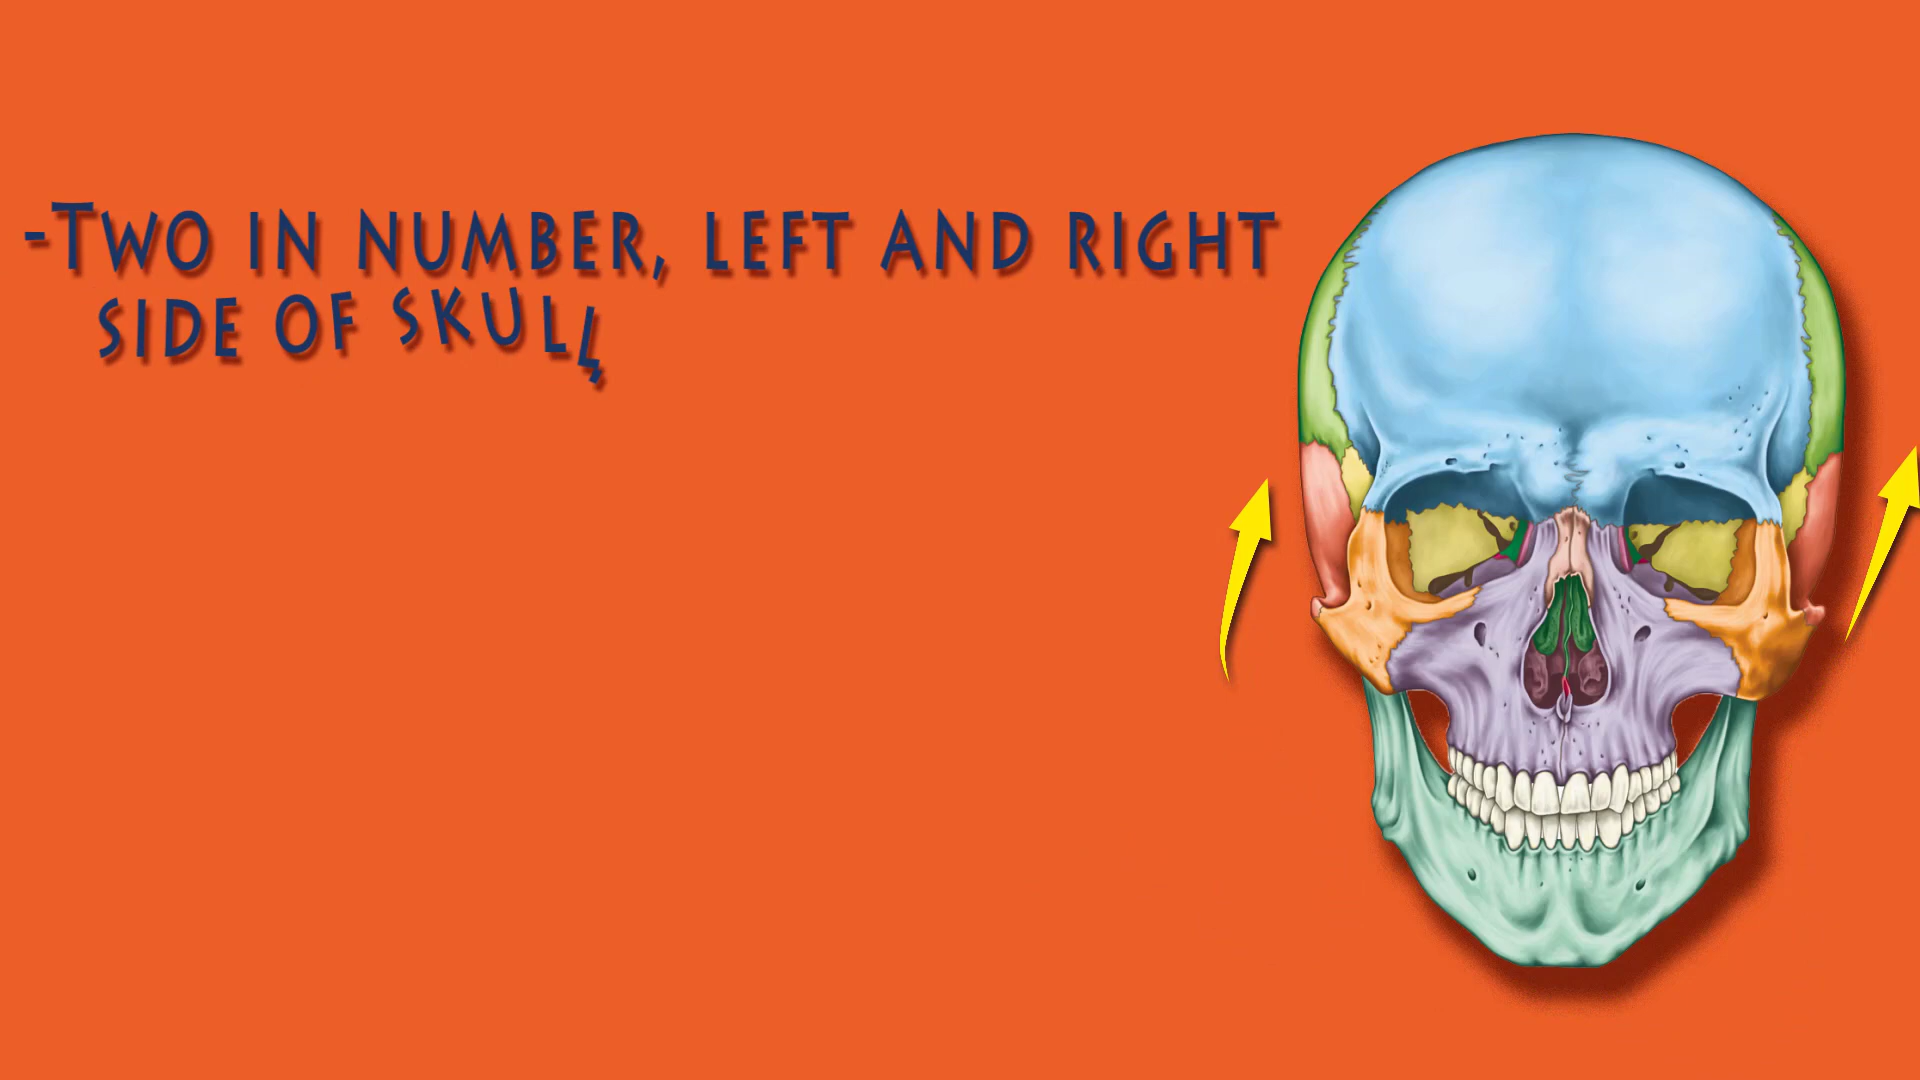 -Two in number, left and right
side of skull